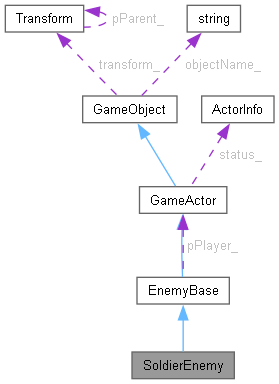 Transform
pParent_
string
transform_
objectName_
GameObject
ActorInfo
status_
GameActor
pPlayer_
EnemyBase
SoldierEnemy